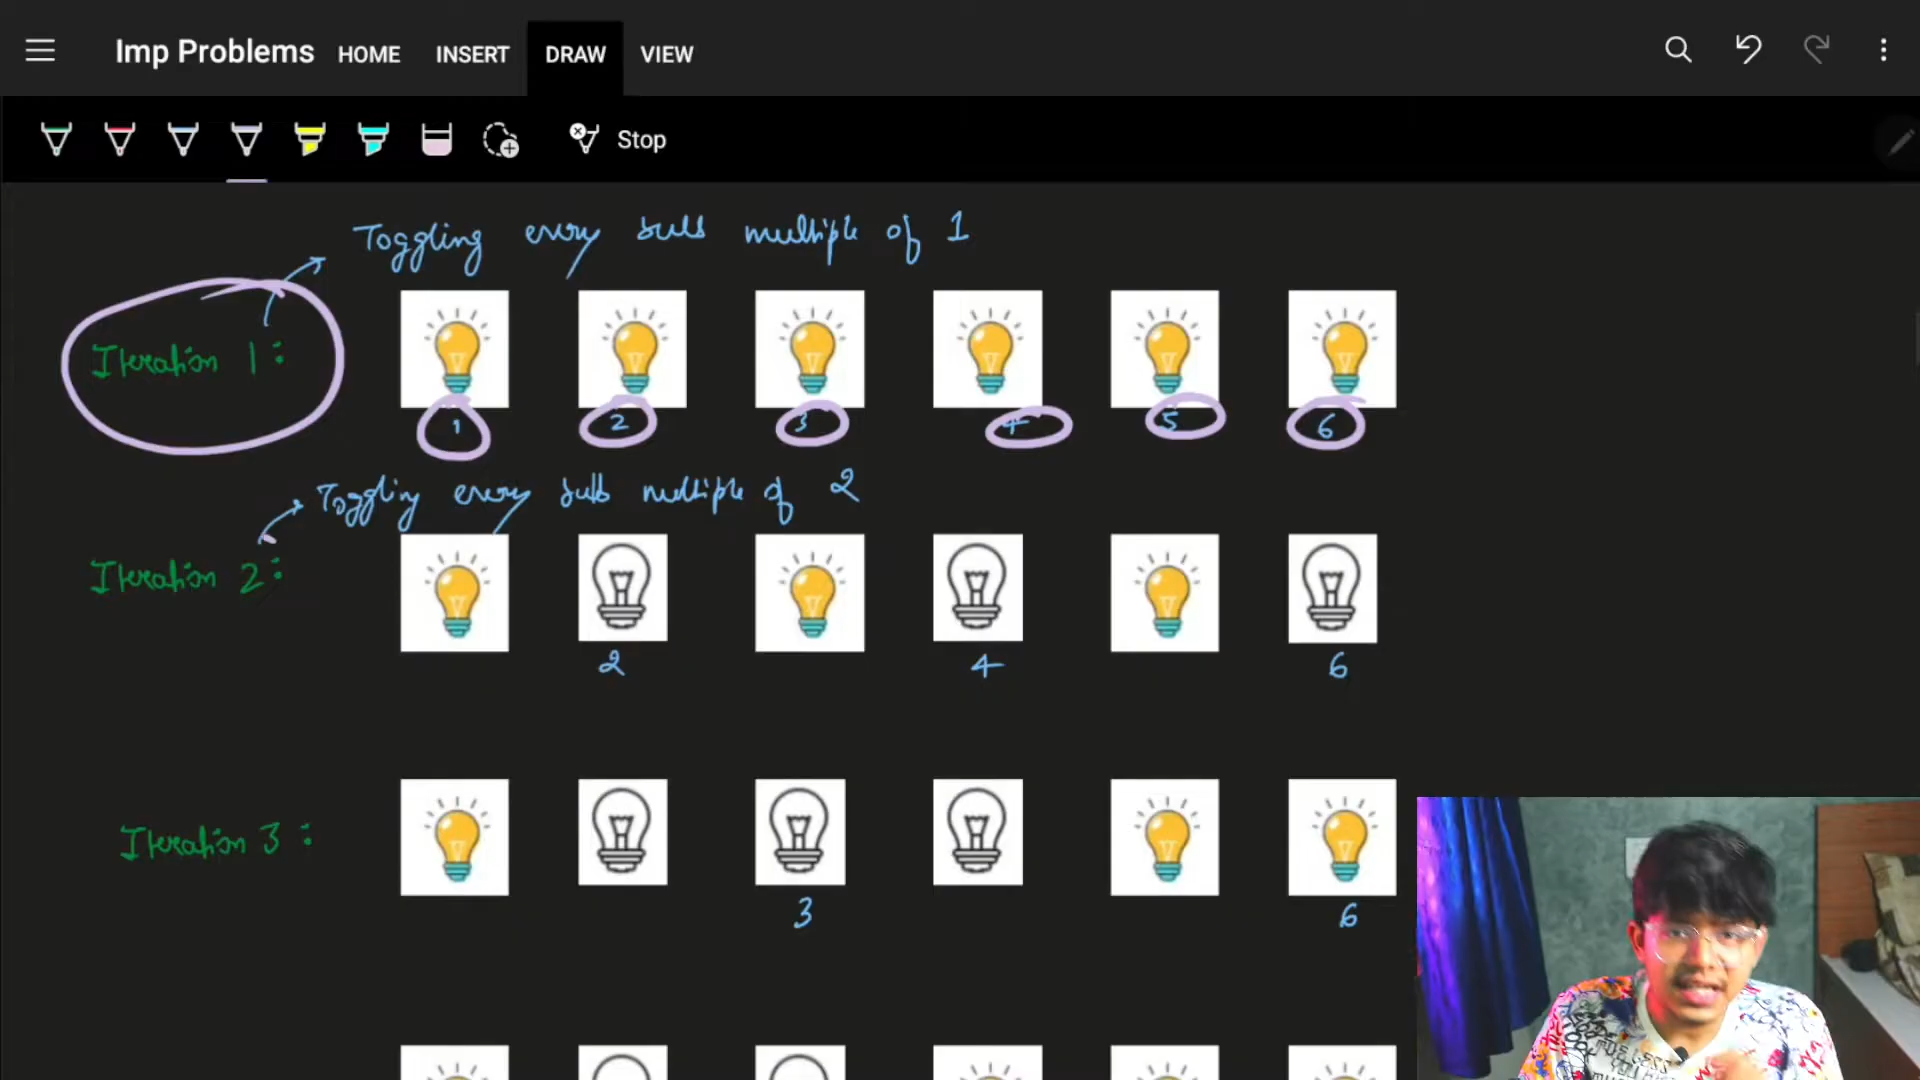 Imp Problems HOME INSERT DRAW VIEW
Stop
Toggling every bulb multiple of 1
Iteration 1:
1 2 3 4 5 6
Toggling every bulb multiple of 2
Iteration 2:
2 4 6
Iteration 3:
3 6